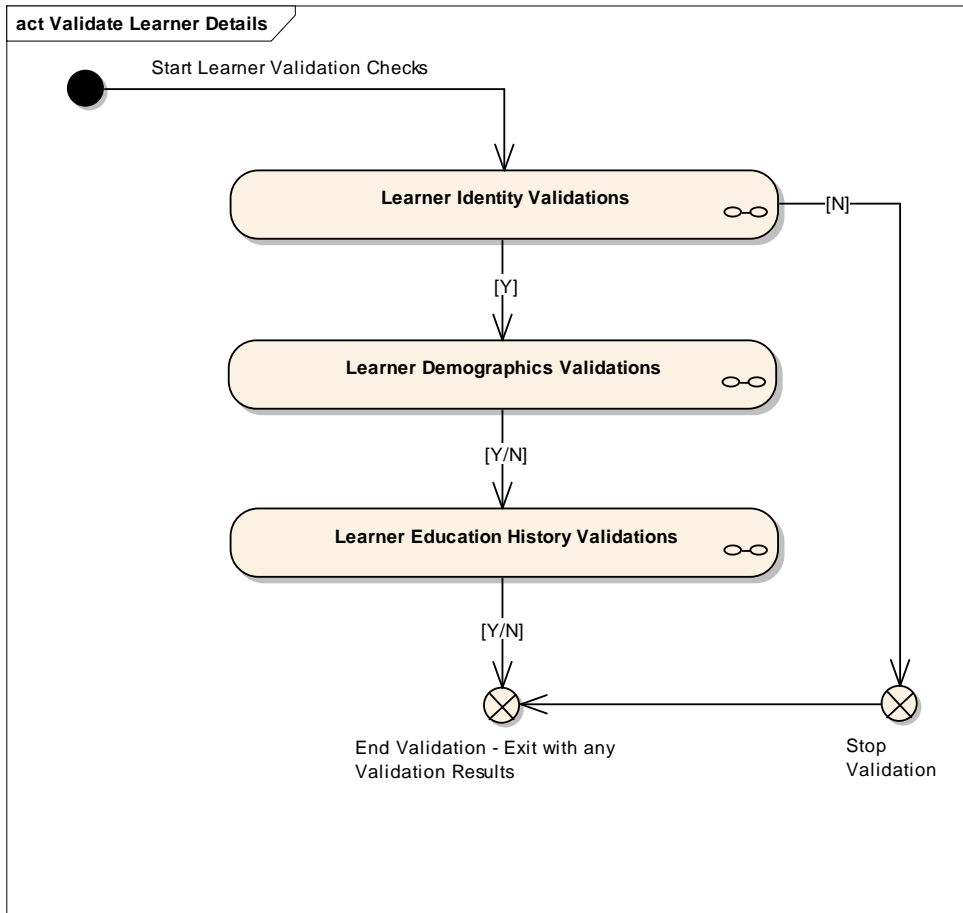 act Validate Learner Details
Start Learner Validation Checks
Learner Identity Validations
[N]
[Y]
Learner Demographics Validations
[Y/N]
Learner Education History Validations
[Y/N]
End Validation - Exit with any
Validation Results
Stop
Validation